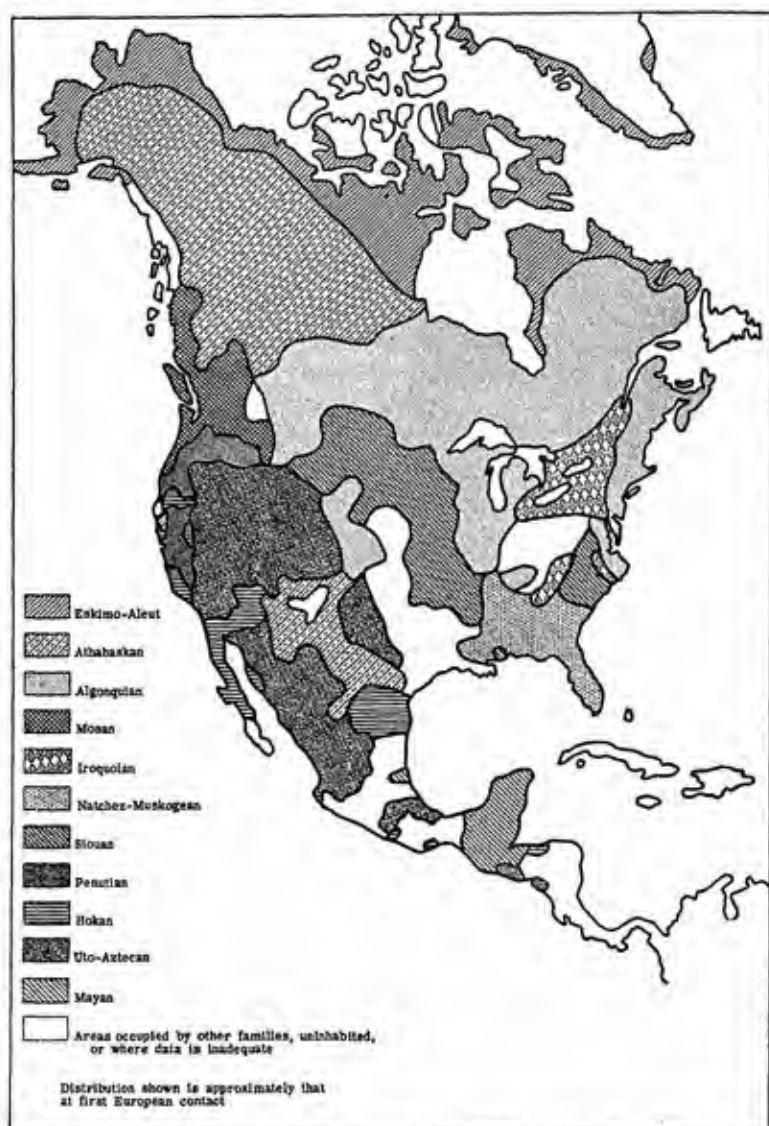 Eskimo-Aleut
Athabaskan
Algonquian
Mosan
Iroquoian
Natchez-Muskogean
Siouan
Penutian
Hokan
Uto-Aztecan
Mayan
Areas occupied by other families, uninhabited,
or where data is inadequate
Distribution shown is approximately that
at first European contact